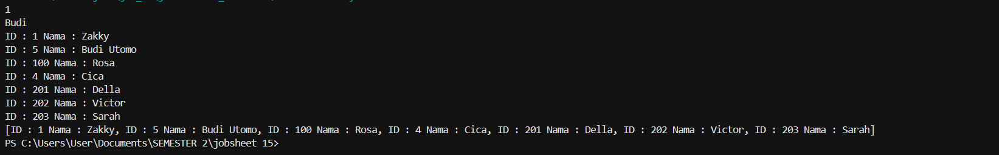 1
Budi
ID : 1 Nama : Zakky
ID : 5 Nama : Budi Utomo
ID : 100 Nama : Rosa
ID : 4 Nama : Cica
ID : 201 Nama : Della
ID : 202 Nama : Victor
ID : 203 Nama : Sarah
[ID : 1 Nama : Zakky, ID : 5 Nama : Budi Utomo, ID : 100 Nama : Rosa, ID : 4 Nama : Cica, ID : 201 Nama : Della, ID : 202 Nama : Victor, ID : 203 Nama : Sarah]
PS C:\Users\User\Documents\SEMESTER 2\jobsheet 15>